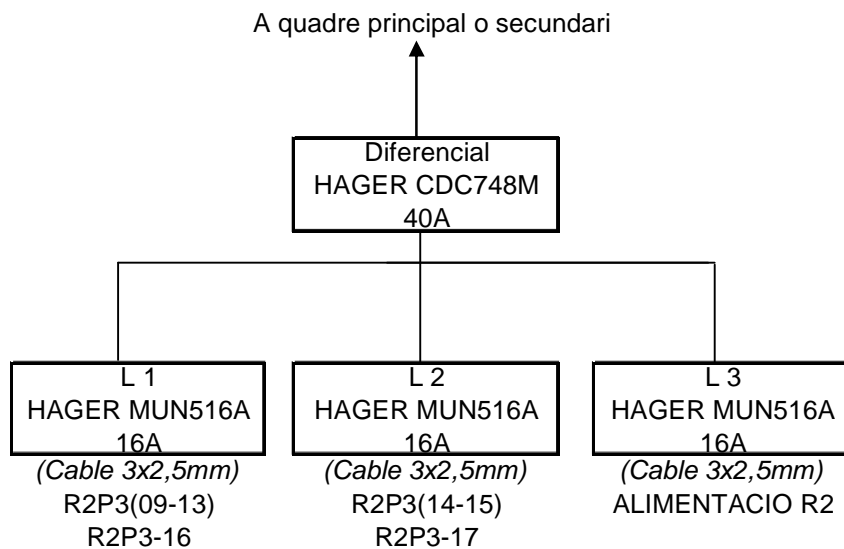 A quadre principal o secundari
Diferencial
HAGER CDC748M
40A
L 1
HAGER MUN516A
16A
(Cable 3x2,5mm)
R2P3(09-13)
R2P3-16
L 2
HAGER MUN516A
16A
(Cable 3x2,5mm)
R2P3(14-15)
R2P3-17
L 3
HAGER MUN516A
16A
(Cable 3x2,5mm)
ALIMENTACIO R2